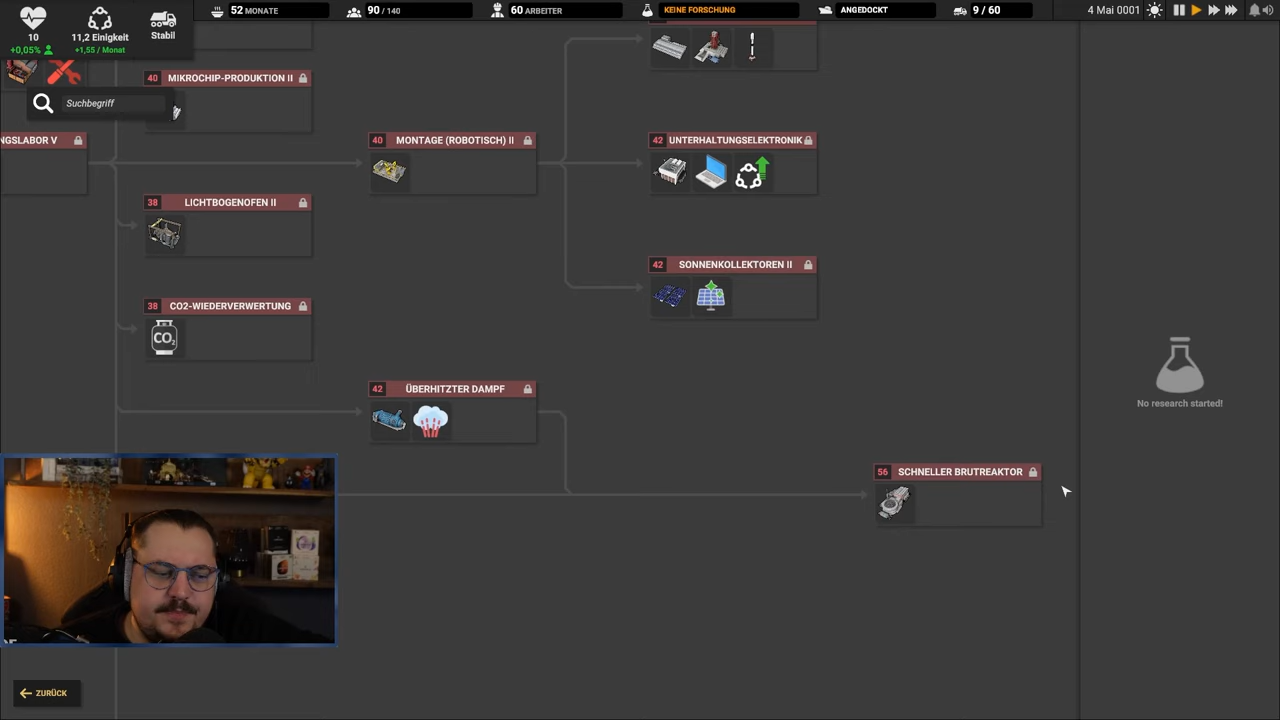 10
+0,05%
11,2 Einigkeit
+1,55 / Monat
Stabil
52 MONATE
90 / 140
60 ARBEITER
KEINE FORSCHUNG
ANGEDOCKT
9 / 60
4 Mai 0001
Suchbegriff
40 MIKROCHIP-PRODUKTION II
NGSLABOR V
40 MONTAGE (ROBOTISCH) II
42 UNTERHALTUNGSELEKTRONIK
38 LICHTBOGENOFEN II
42 SONNENKOLLEKTOREN II
38 CO2-WIEDERVERWERTUNG
CO₂
42 ÜBERHITZTER DAMPF
No research started!
56 SCHNELLER BRUTREAKTOR
ZURÜCK